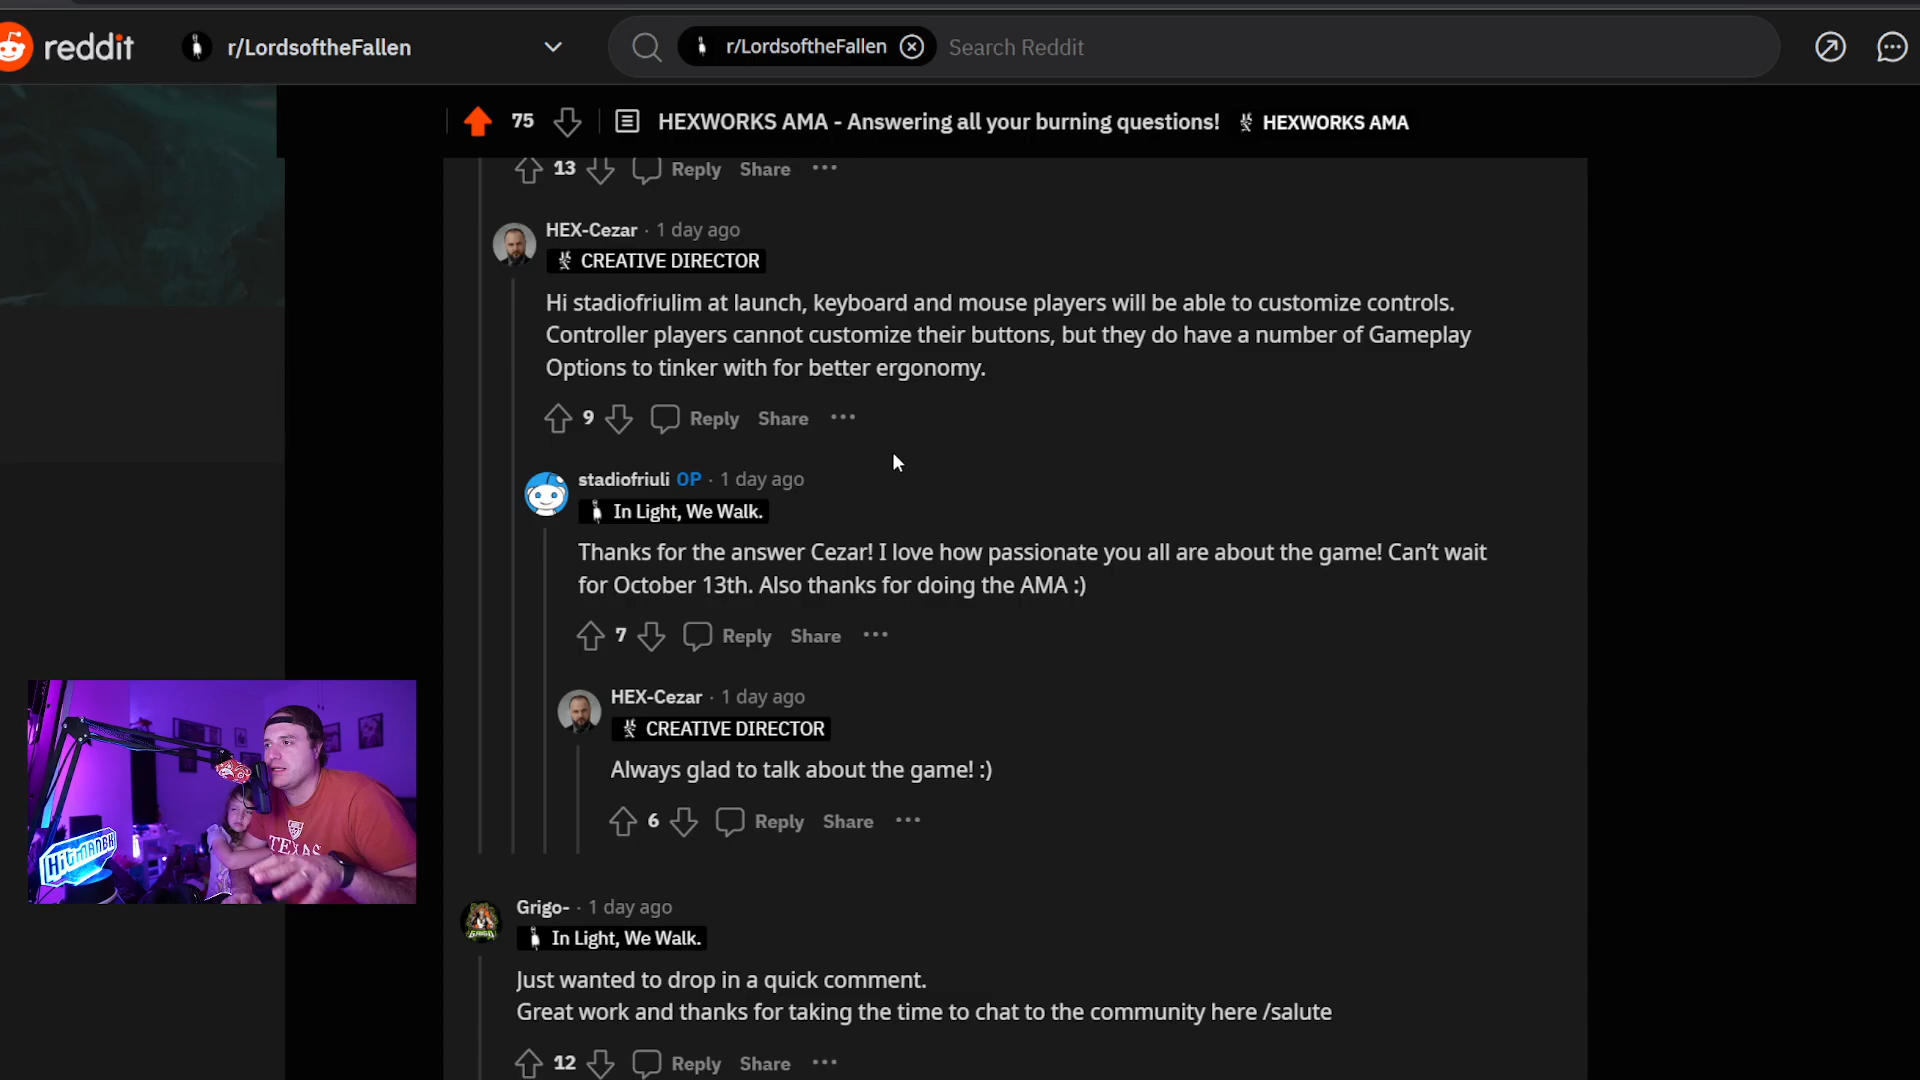 reddit
r/LordsoftheFallen
r/LordsoftheFallen
Search Reddit
75
HEXWORKS AMA - Answering all your burning questions!
HEXWORKS AMA
13
Reply
Share
HEX-Cezar · 1 day ago
CREATIVE DIRECTOR
Hi stadiofriulim at launch, keyboard and mouse players will be able to customize controls.
Controller players cannot customize their buttons, but they do have a number of Gameplay
Options to tinker with for better ergonomy.
9
Reply
Share
stadiofriuli OP · 1 day ago
In Light, We Walk.
Thanks for the answer Cezar! I love how passionate you all are about the game! Can't wait
for October 13th. Also thanks for doing the AMA :)
7
Reply
Share
HEX-Cezar · 1 day ago
CREATIVE DIRECTOR
Always glad to talk about the game! :)
6
Reply
Share
TEXAS
HitmanBH
Grigo- · 1 day ago
In Light, We Walk.
Just wanted to drop in a quick comment.
Great work and thanks for taking the time to chat to the community here /salute
12
Reply
Share